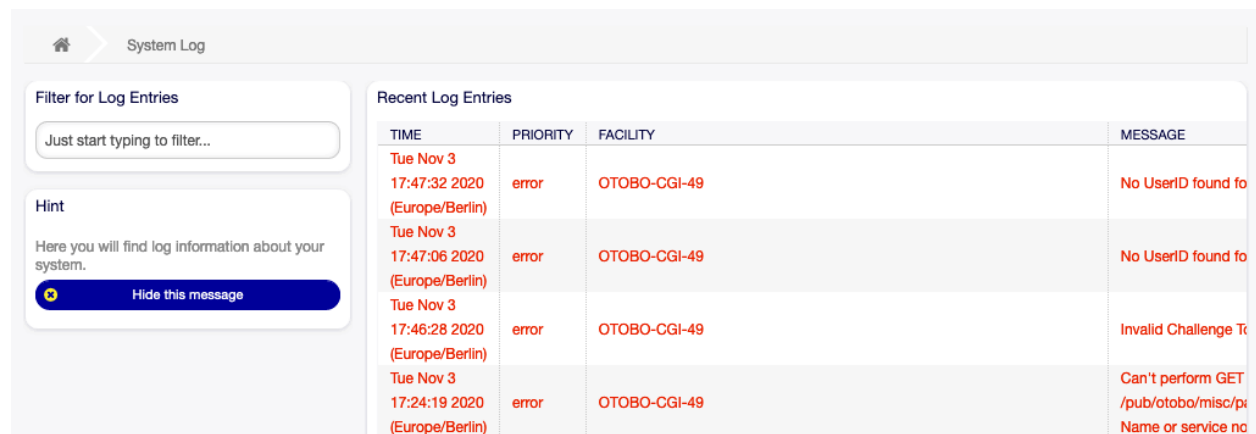 System Log
Filter for Log Entries
Just start typing to filter...
Hint
Here you will find log information about your
system.
Hide this message
Recent Log Entries
TIME PRIORITY FACILITY MESSAGE
Tue Nov 3
17:47:32 2020 error OTOBO-CGI-49 No UserID found fo
(Europe/Berlin)
Tue Nov 3
17:47:06 2020 error OTOBO-CGI-49 No UserID found fo
(Europe/Berlin)
Tue Nov 3
17:46:28 2020 error OTOBO-CGI-49 Invalid Challenge To
(Europe/Berlin)
Tue Nov 3 Can't perform GET
17:24:19 2020 error OTOBO-CGI-49 /pub/otobo/misc/pa
(Europe/Berlin) Name or service no